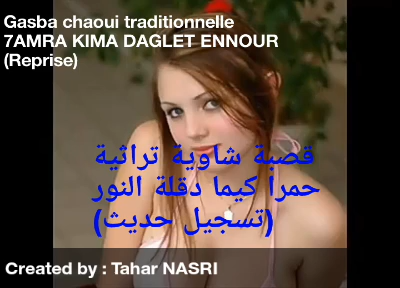 Gasba chaoui traditionnelle
7AMRA KIMA DAGLET ENNOUR
(Reprise)
قصبة شاوية تراثية
حمرا كيما دقلة النور
(تسجيل حديث)
Created by : Tahar NASRI